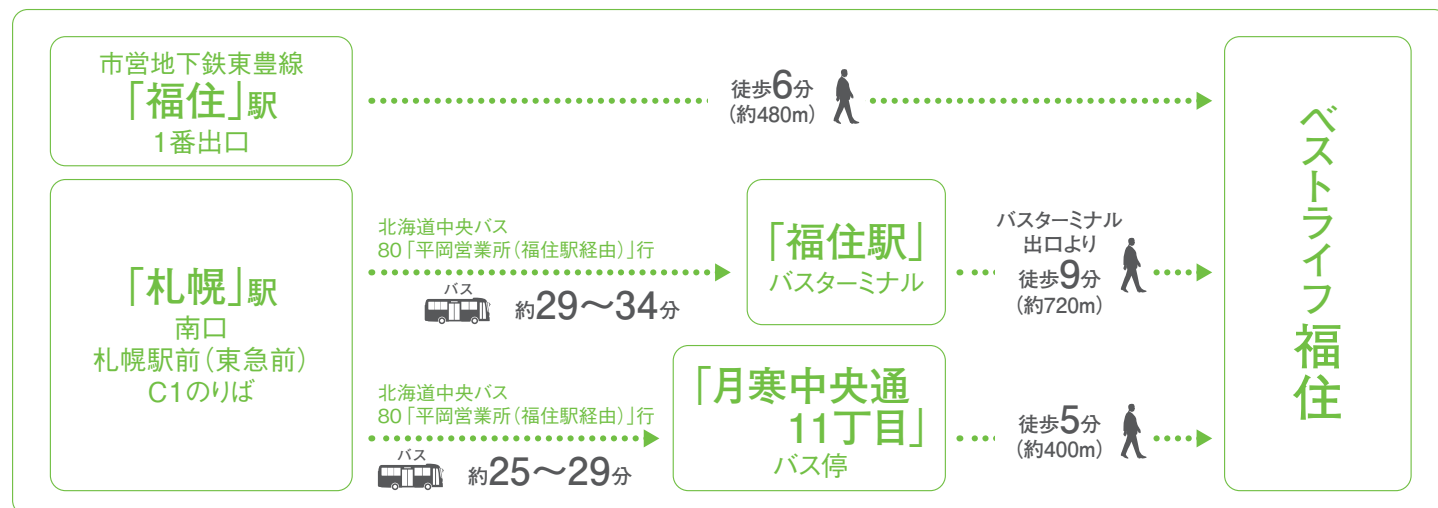 市営地下鉄東豊線
「福住」駅
1番出口
徒歩6分
(約480m)
「札幌」駅
南口
札幌駅前(東急前)
C1のりば
北海道中央バス
80「平岡営業所(福住駅経由)」行
バス
約29〜34分
「福住駅」
バスターミナル
バスターミナル
出口より
徒歩9分
(約720m)
北海道中央バス
80「平岡営業所(福住駅経由)」行
バス
約25〜29分
「月寒中央通
11丁目」
バス停
徒歩5分
(約400m)
ベストライフ福住